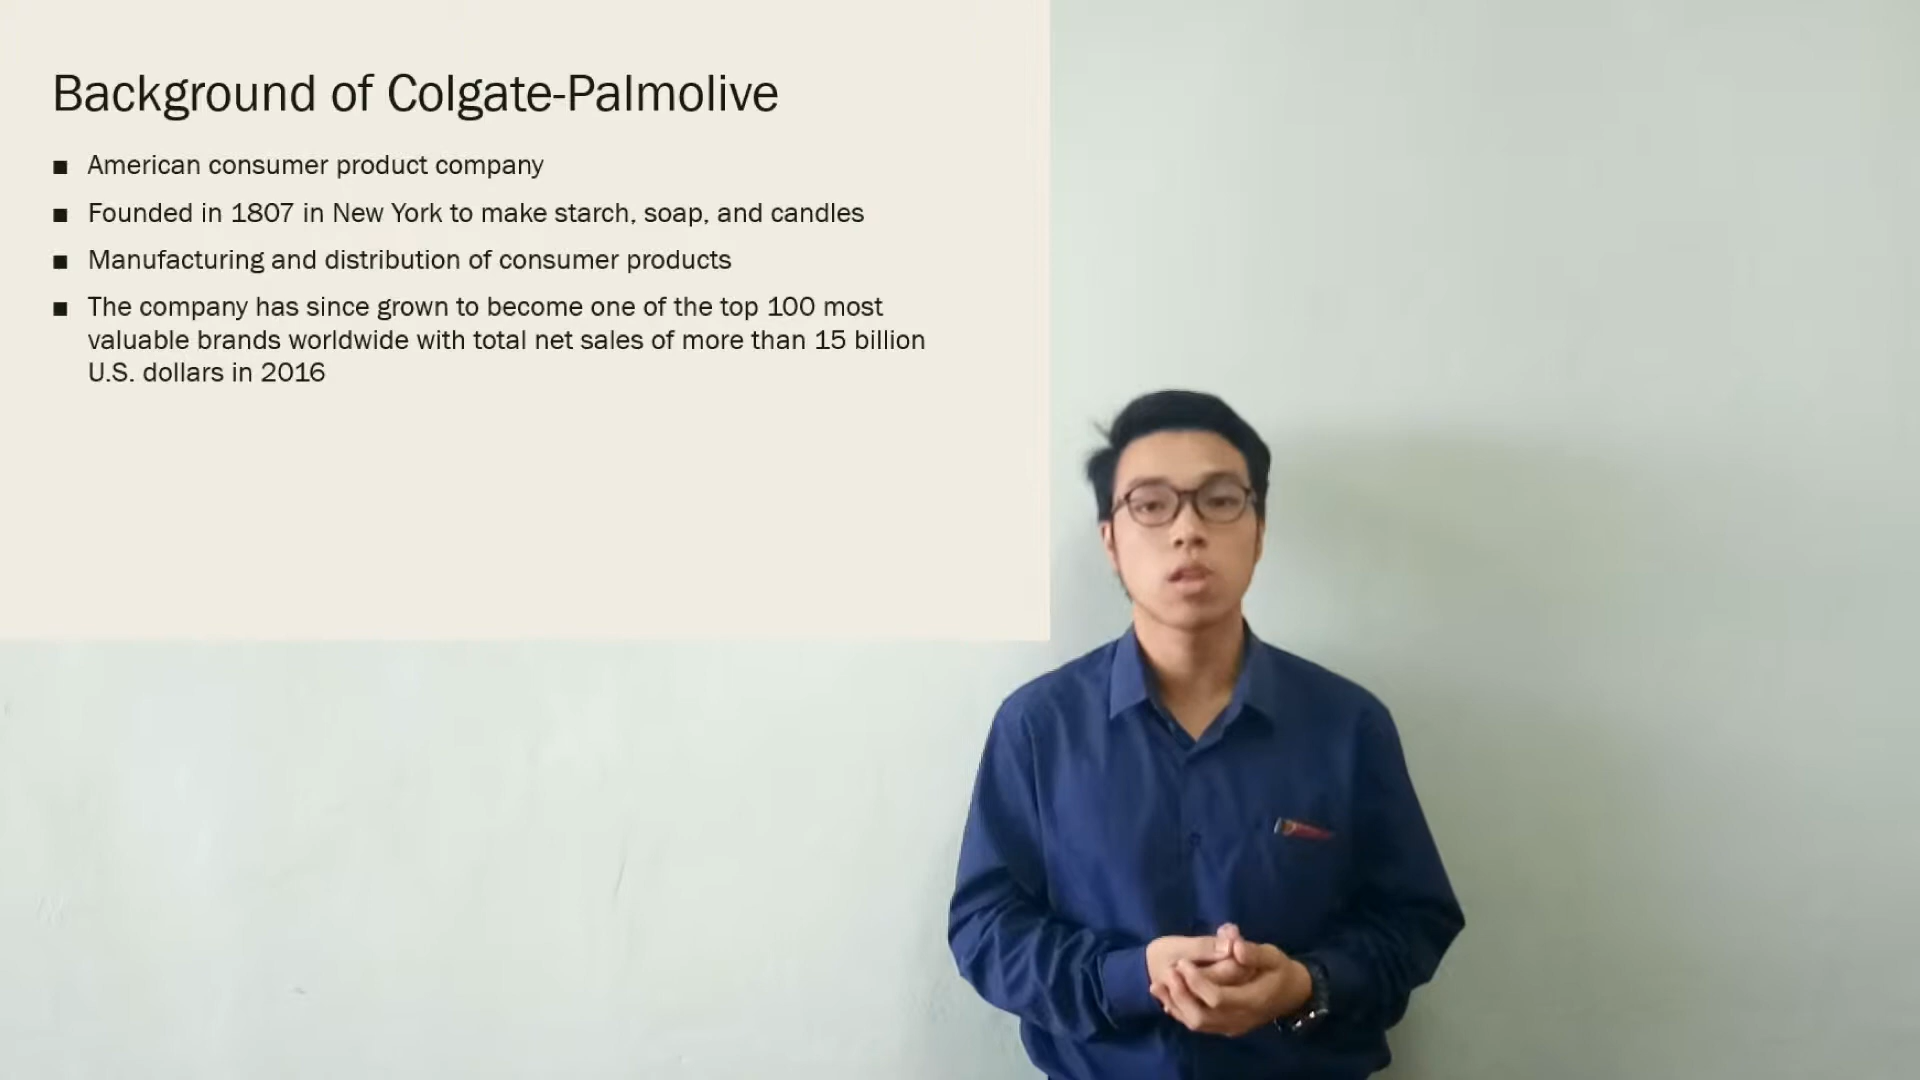 Background of Colgate-Palmolive
■ American consumer product company
■ Founded in 1807 in New York to make starch, soap, and candles
■ Manufacturing and distribution of consumer products
■ The company has since grown to become one of the top 100 most
valuable brands worldwide with total net sales of more than 15 billion
U.S. dollars in 2016